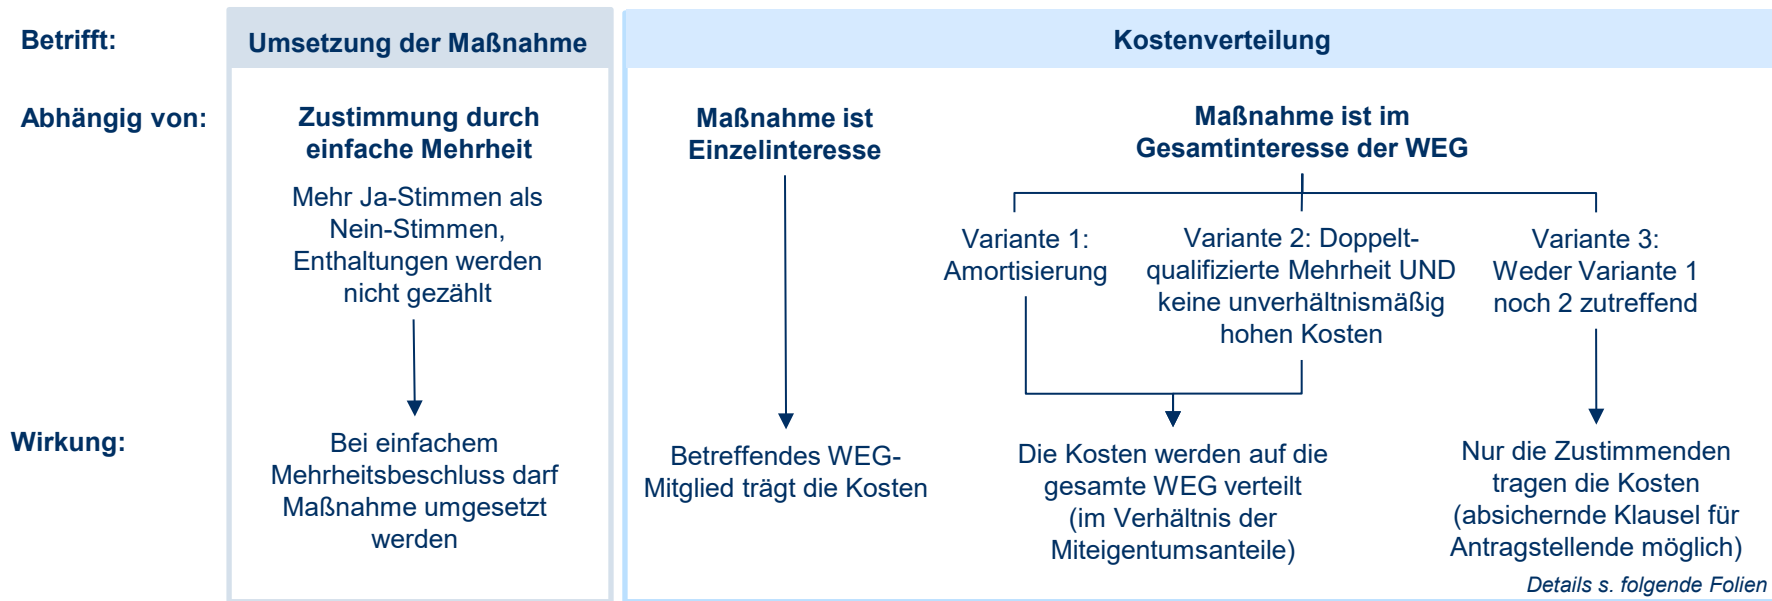 Betrifft:
Umsetzung der Maßnahme
Kostenverteilung
Abhängig von:
Zustimmung durch
einfache Mehrheit
Mehr Ja-Stimmen als
Nein-Stimmen,
Enthaltungen werden
nicht gezählt
Maßnahme ist
Einzelinteresse
Maßnahme ist im
Gesamtinteresse der WEG
Variante 1:
Amortisierung
Variante 2: Doppelt-
qualifizierte Mehrheit UND
keine unverhältnismäßig
hohen Kosten
Variante 3:
Weder Variante 1
noch 2 zutreffend
Wirkung:
Bei einfachem
Mehrheitsbeschluss darf
Maßnahme umgesetzt
werden
Betreffendes WEG-
Mitglied trägt die Kosten
Die Kosten werden auf die
gesamte WEG verteilt
(im Verhältnis der
Miteigentumsanteile)
Nur die Zustimmenden
tragen die Kosten
(absichernde Klausel für
Antragstellende möglich)
Details s. folgende Folien